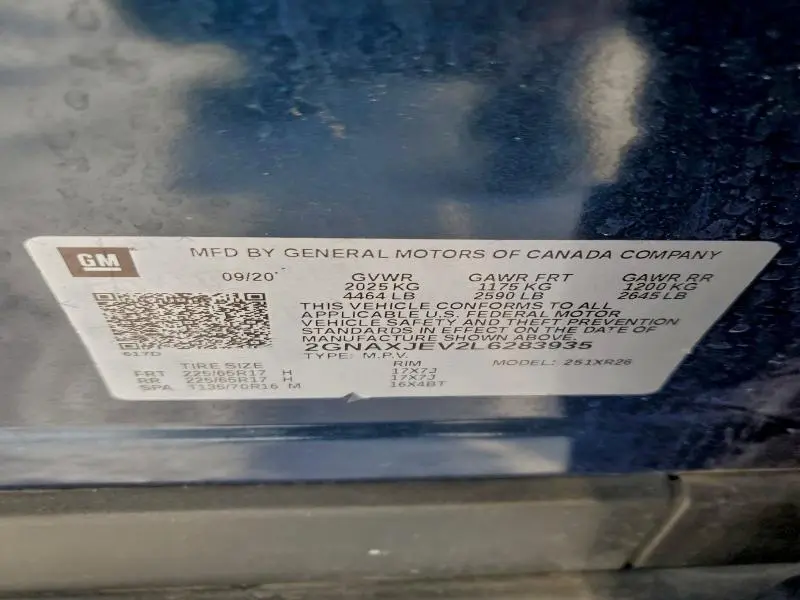 GM
MFD BY GENERAL MOTORS OF CANADA COMPANY
09/20 GVWR GAWR FRT GAWR RR
2025 KG 1175 KG 1200 KG
4464 LB 2590 LB 2645 LB
THIS VEHICLE CONFORMS TO ALL
APPLICABLE U.S. FEDERAL MOTOR
VEHICLE SAFETY AND THEFT PREVENTION
STANDARDS IN EFFECT ON THE DATE OF
MANUFACTURE SHOWN ABOVE.
2GNAXJEV2L6283935
617D
TYPE: M.P.V. MODEL: 251XR26
TIRE SIZE RIM
FRT 225/65R17 H 17X7J
RR 225/65R17 H 17X7J
SPA T135/70R16 M 16X4BT